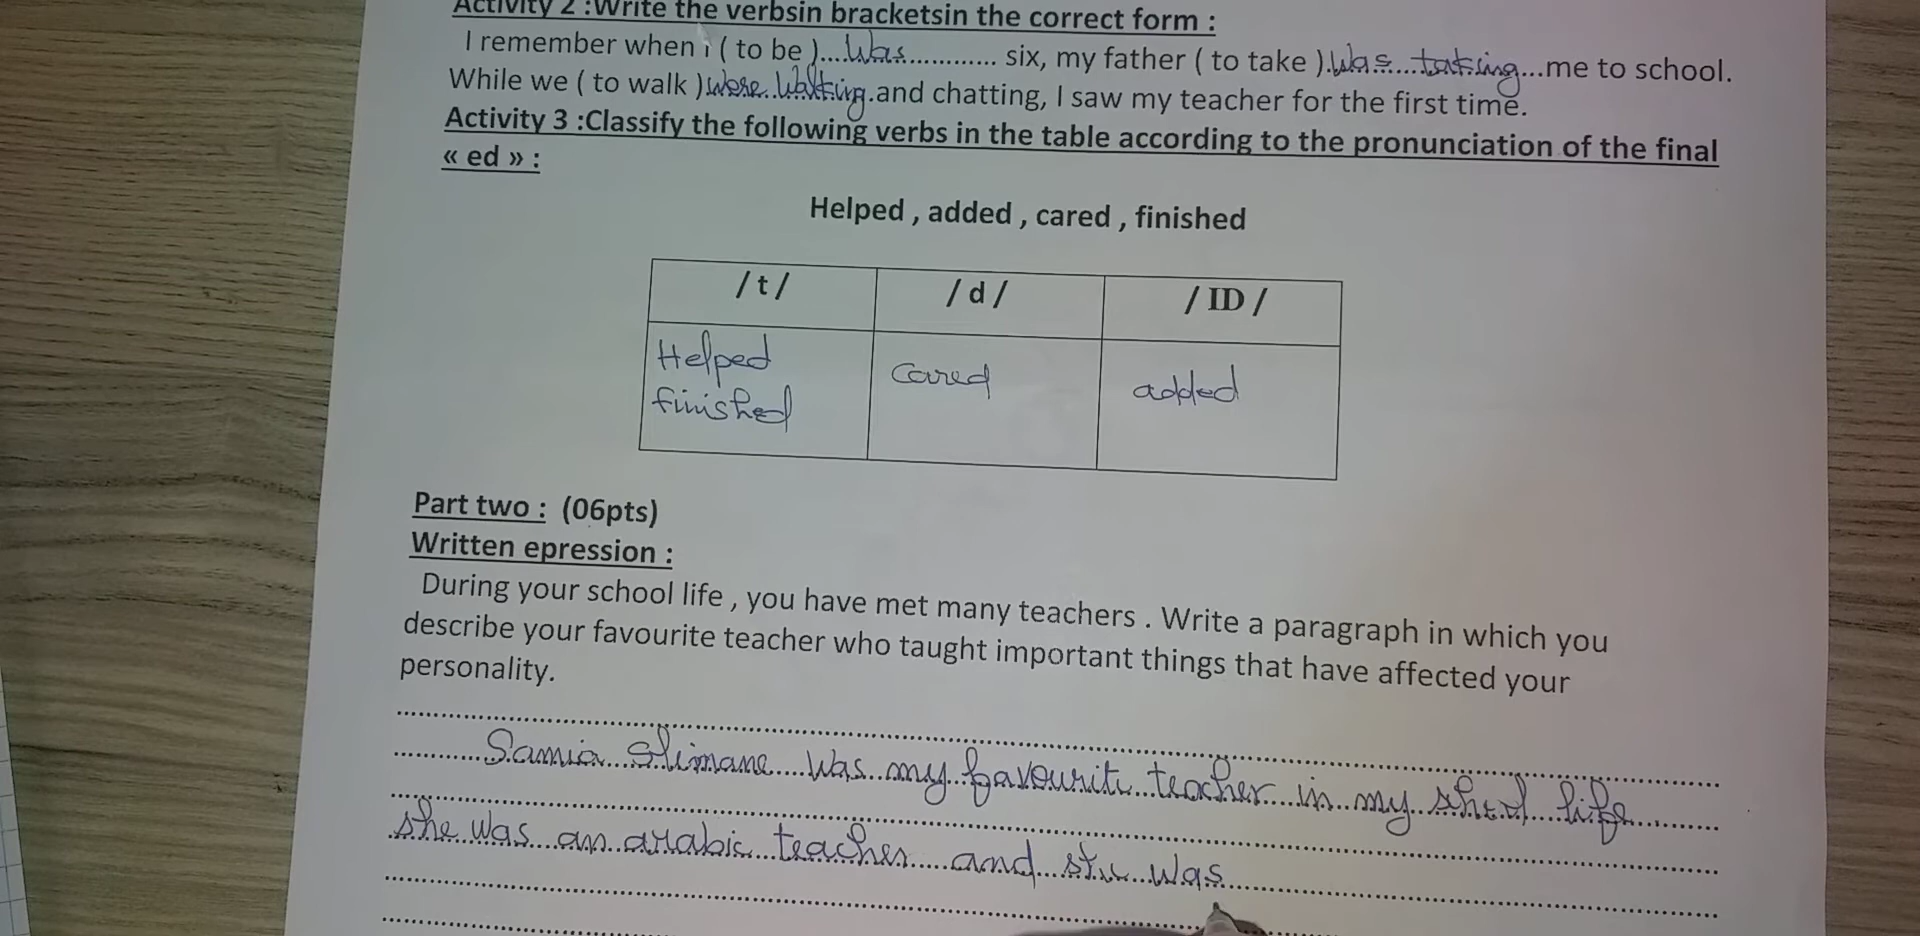 Activity 2 :Write the verbsin bracketsin the correct form :
I remember when i ( to be )....Was............. six, my father ( to take ).Was...taking...me to school.
While we ( to walk )were..Walking.and chatting, I saw my teacher for the first time.
Activity 3 :Classify the following verbs in the table according to the pronunciation of the final
« ed » :
Helped , added , cared , finished
/ t / / d / / ID /
Helped
finished
cared
added
Part two : (06pts)
Written epression :
During your school life , you have met many teachers . Write a paragraph in which you
describe your favourite teacher who taught important things that have affected your
personality.
Samia Slimane was my favourite teacher in my life
she was an arabic teacher and she was